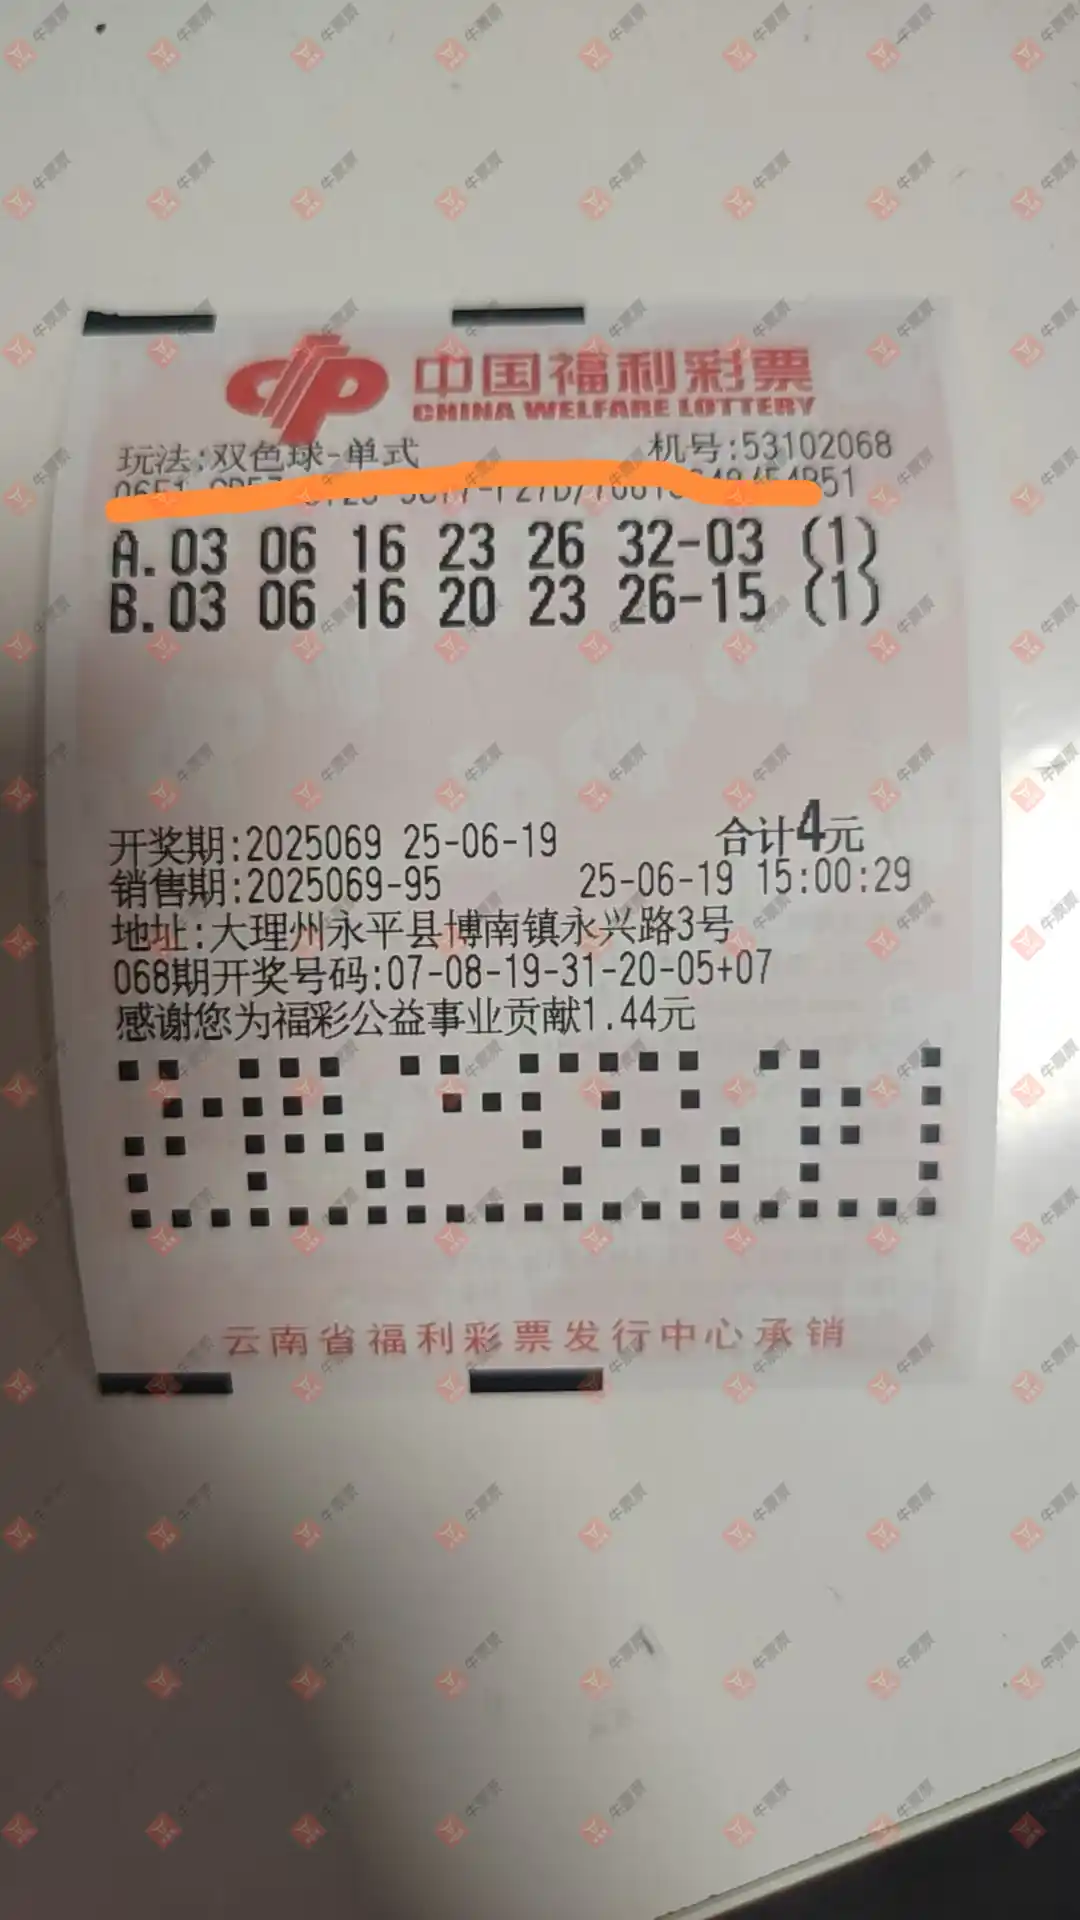 中国福利彩票
CHINA WELFARE LOTTERY
玩法:双色球-单式 机号:53102068
A.03 06 16 23 26 32-03 (1)
B.03 06 16 20 23 26-15 (1)
开奖期:2025069 25-06-19 合计4元
销售期:2025069-95 25-06-19 15:00:29
地址:大理州永平县博南镇永兴路3号
068期开奖号码:07-08-19-31-20-05+07
感谢您为福彩公益事业贡献1.44元
云南省福利彩票发行中心承销
牛票票